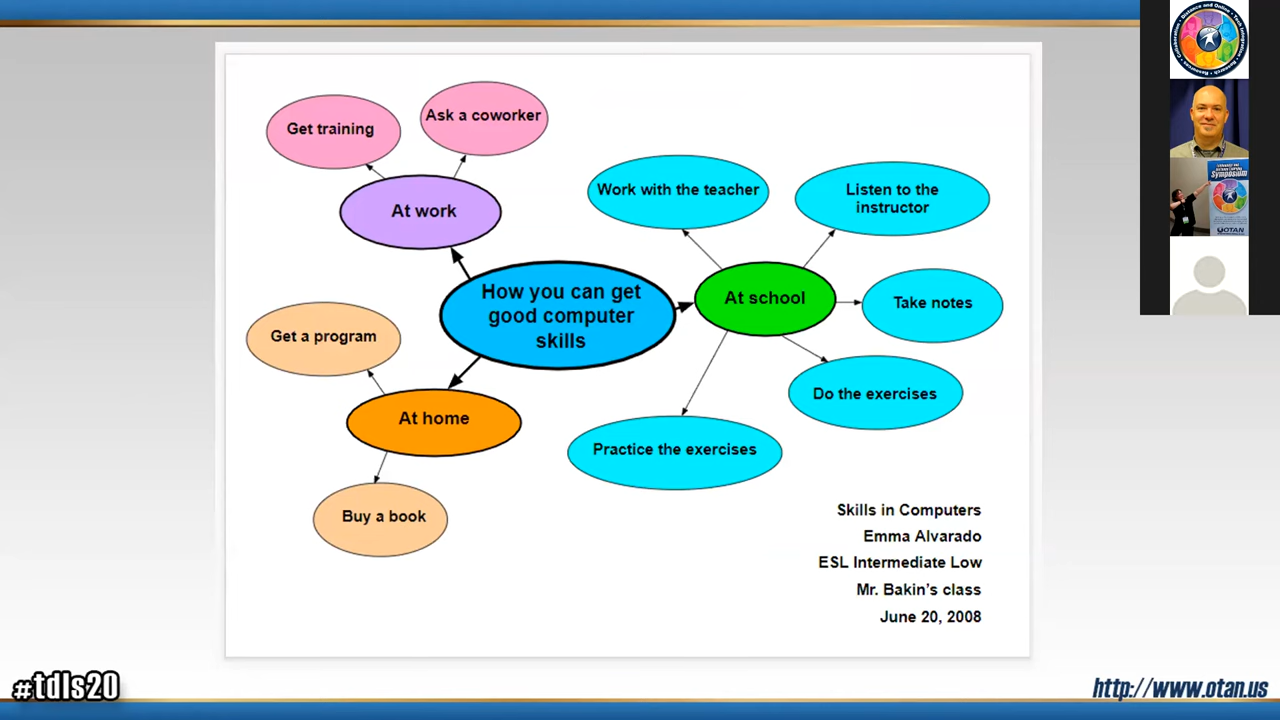 Get training
Ask a coworker
At work
Work with the teacher
Listen to the
instructor
How you can get
good computer
skills
At school
Take notes
Get a program
At home
Do the exercises
Practice the exercises
Buy a book
Skills in Computers
Emma Alvarado
ESL Intermediate Low
Mr. Bakin's class
June 20, 2008
#tdls20
http://www.otan.us
Symposium
OTAN